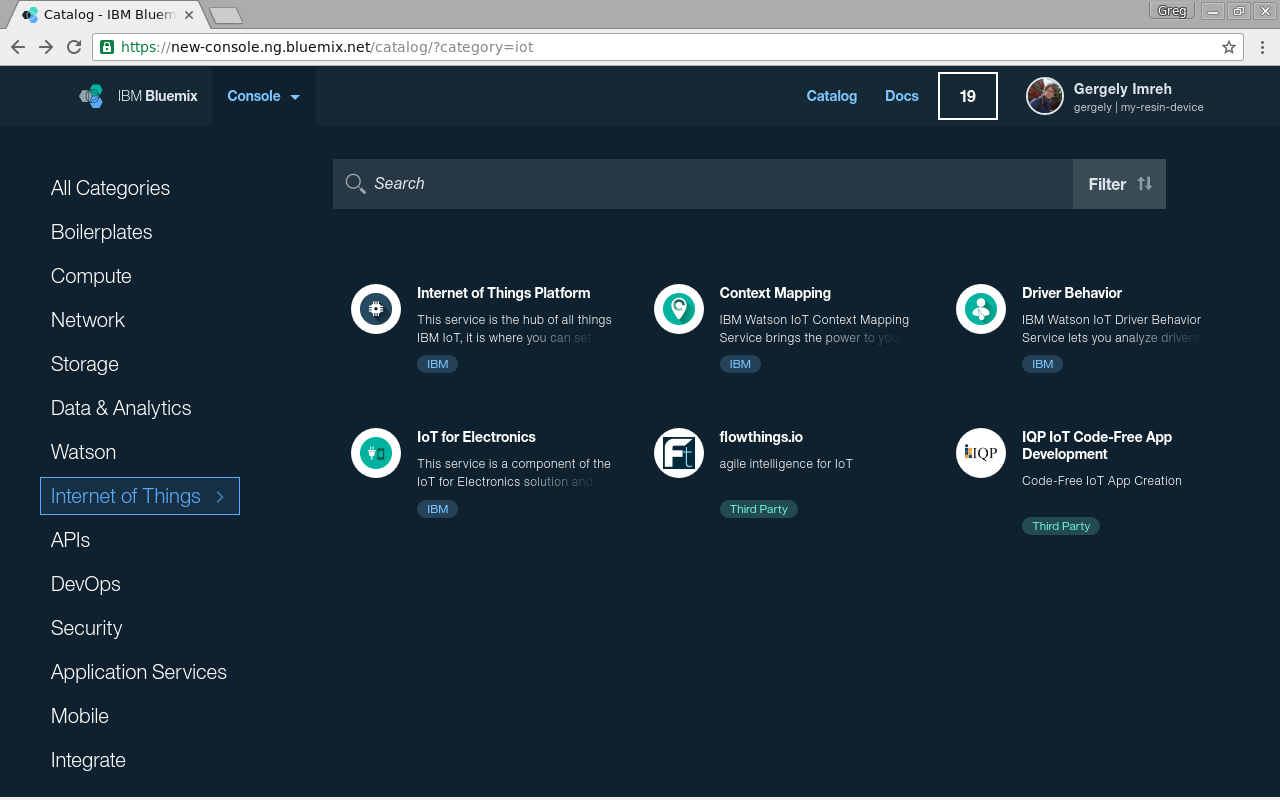 Catalog - IBM Bluem
Greg
https://new-console.ng.bluemix.net/catalog/?category=iot
IBM Bluemix
Console
Catalog
Docs
19
Gergely Imreh
gergely | my-resin-device
Search
Filter
All Categories
Boilerplates
Compute
Network
Storage
Data & Analytics
Watson
Internet of Things
APIs
DevOps
Security
Application Services
Mobile
Integrate
Internet of Things Platform
This service is the hub of all things
IBM IoT, it is where you can set
IBM
Context Mapping
IBM Watson IoT Context Mapping
Service brings the power to you
IBM
Driver Behavior
IBM Watson IoT Driver Behavior
Service lets you analyze drivers
IBM
IoT for Electronics
This service is a component of the
IoT for Electronics solution and
IBM
Ft
flowthings.io
agile intelligence for IoT
Third Party
IQP
IQP IoT Code-Free App
Development
Code-Free IoT App Creation
Third Party